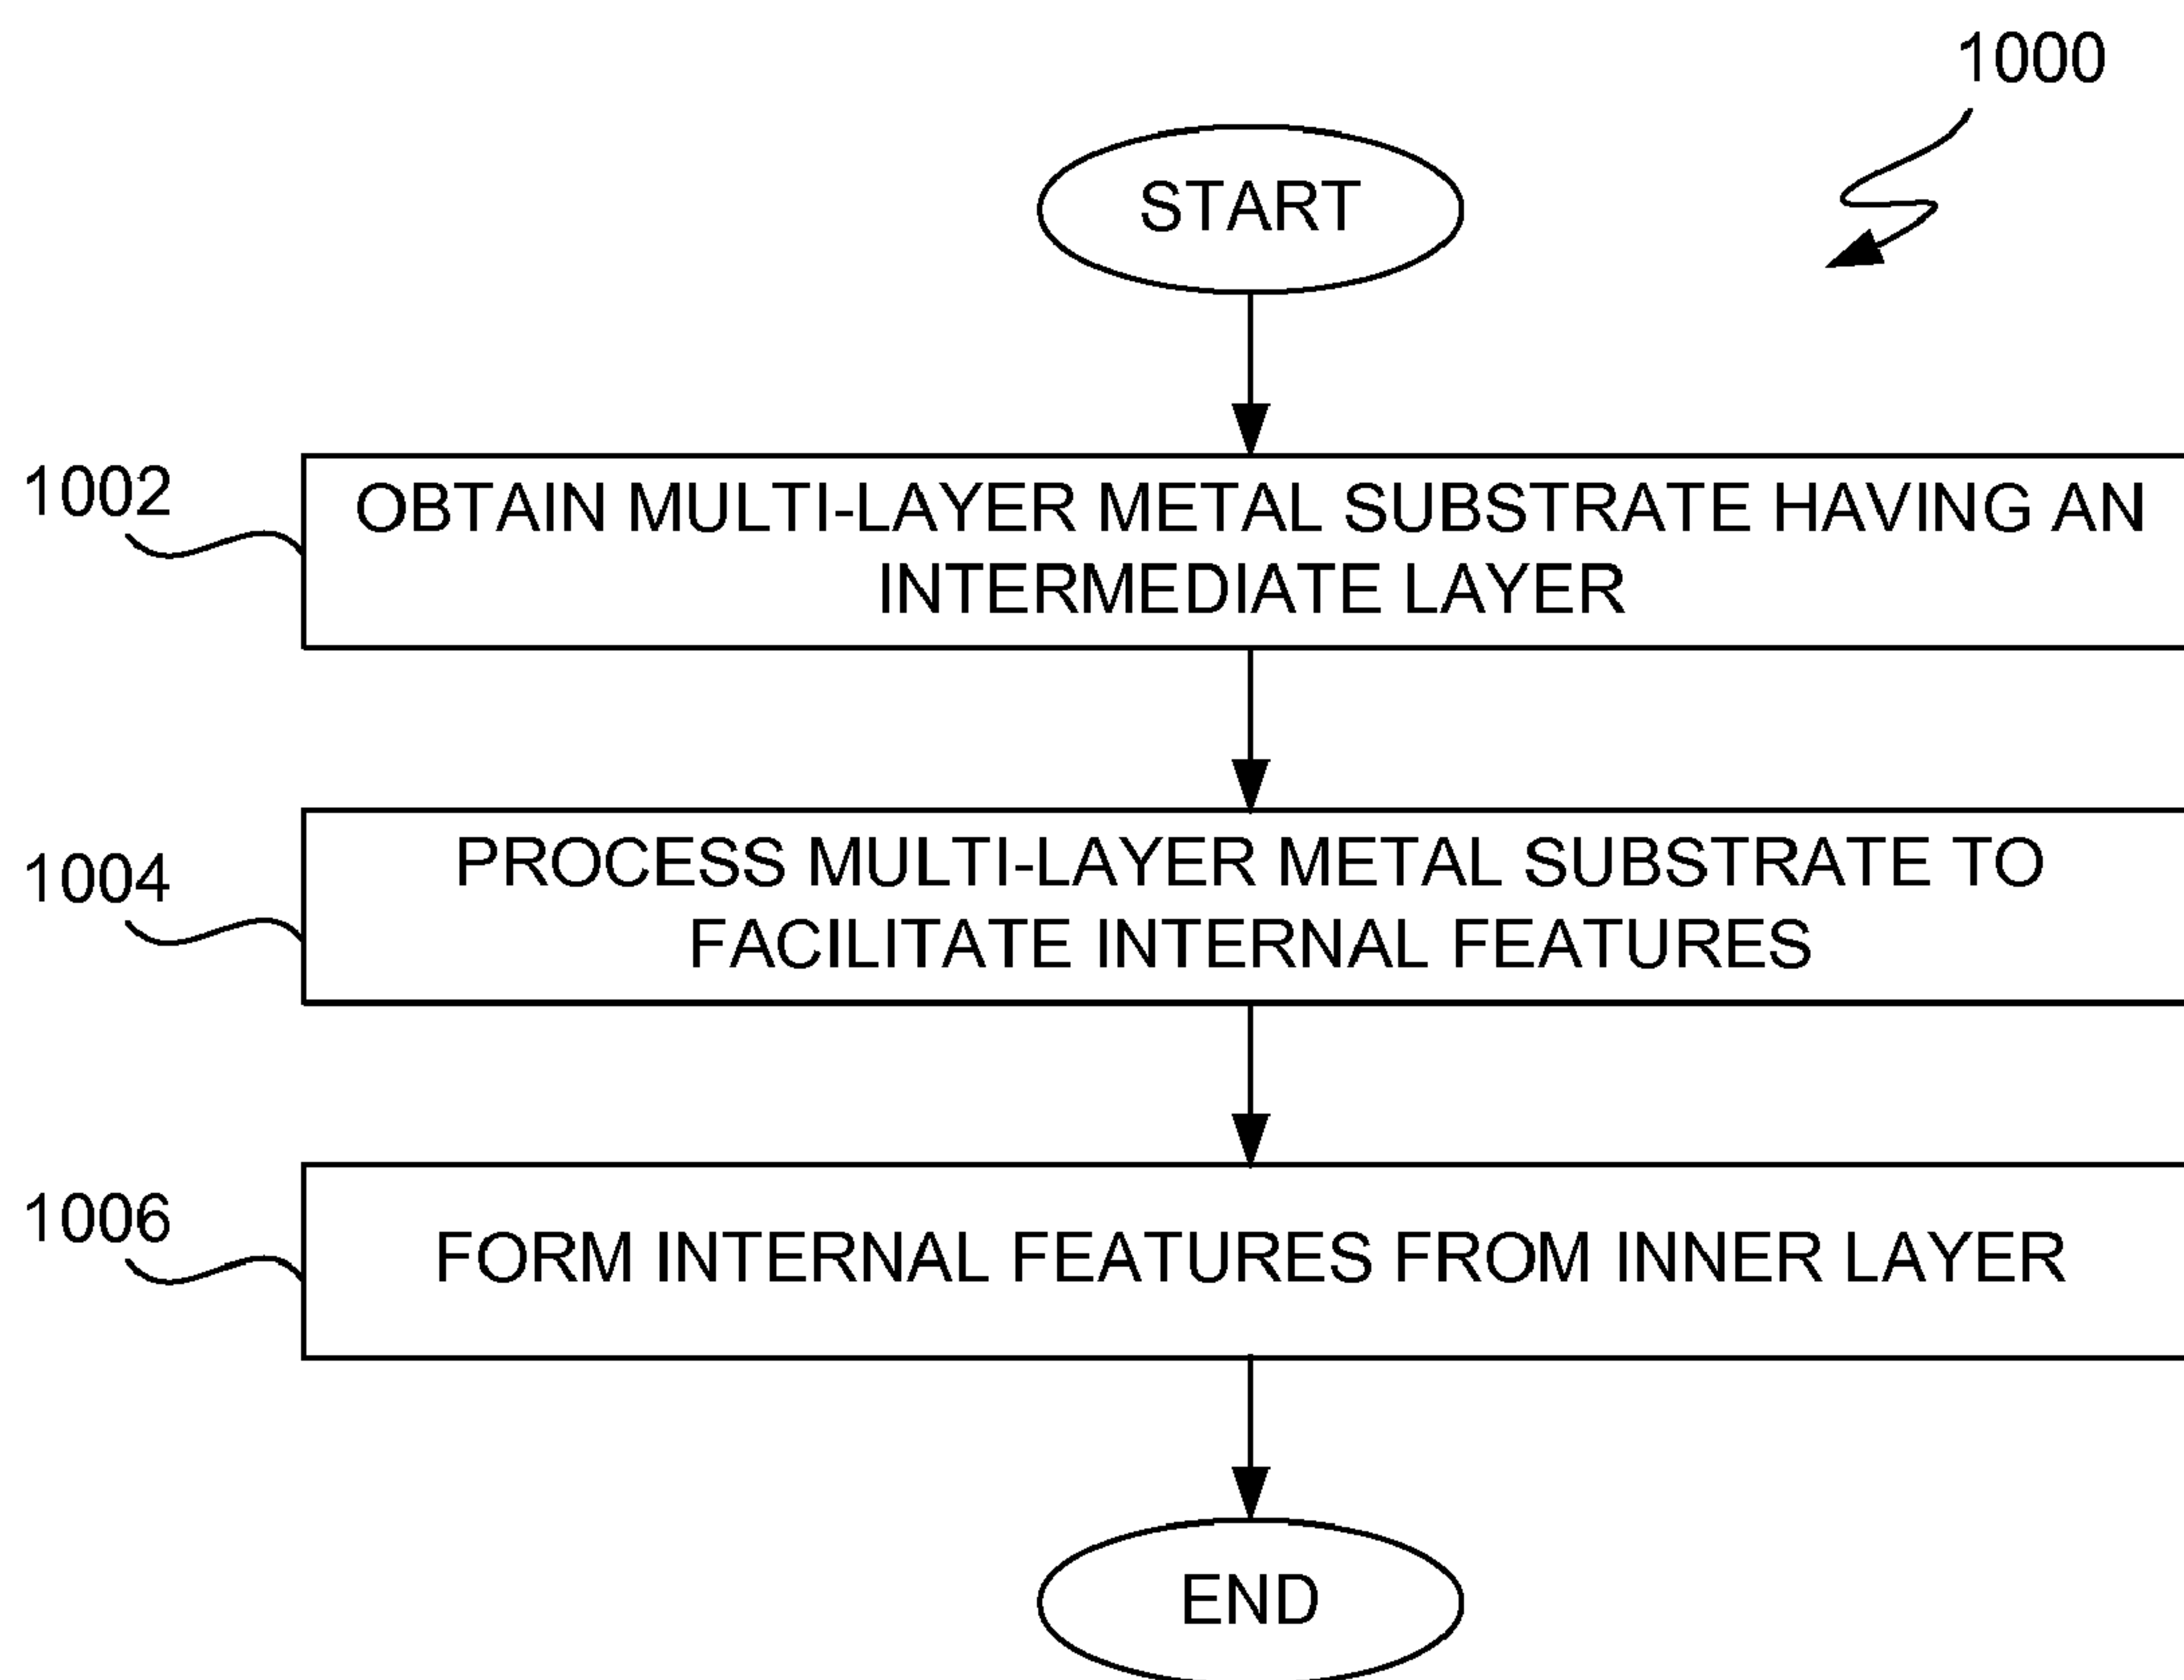 1000
START
1002
OBTAIN MULTI-LAYER METAL SUBSTRATE HAVING AN
INTERMEDIATE LAYER
1004
PROCESS MULTI-LAYER METAL SUBSTRATE TO
FACILITATE INTERNAL FEATURES
1006
FORM INTERNAL FEATURES FROM INNER LAYER
END